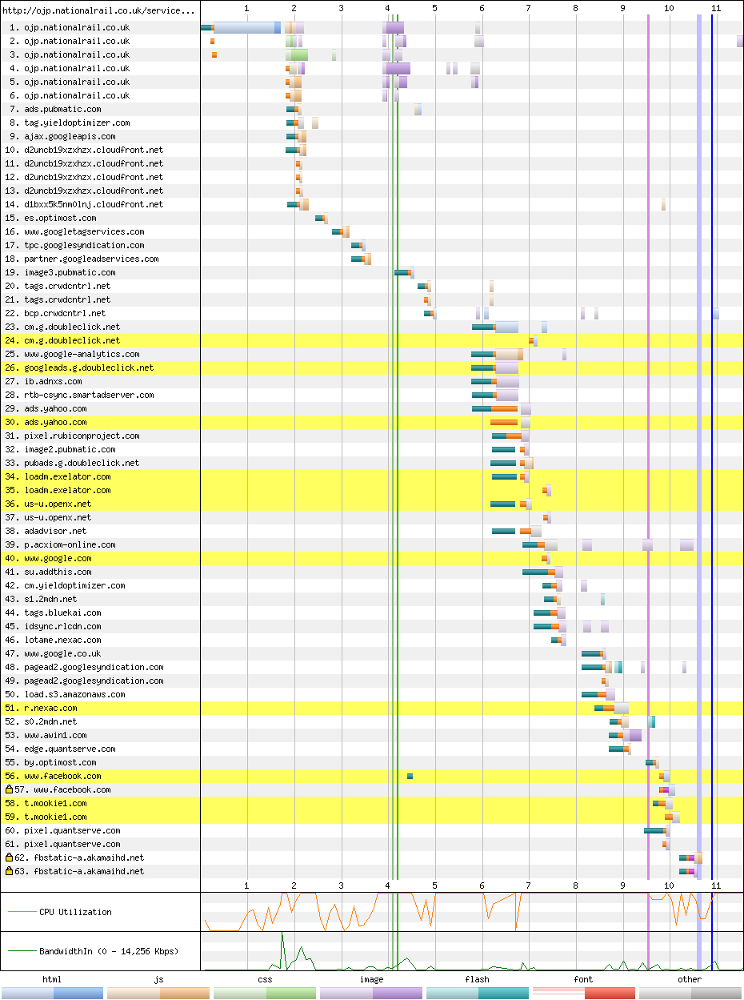 http://ojp.nationalrail.co.uk/service...
1 2 3 4 5 6 7 8 9 10 11
1. ojp.nationalrail.co.uk
2. ojp.nationalrail.co.uk
3. ojp.nationalrail.co.uk
4. ojp.nationalrail.co.uk
5. ojp.nationalrail.co.uk
6. ojp.nationalrail.co.uk
7. ads.pubmatic.com
8. tag.yieldoptimizer.com
9. ajax.googleapis.com
10. d2uncb19xzxhzx.cloudfront.net
11. d2uncb19xzxhzx.cloudfront.net
12. d2uncb19xzxhzx.cloudfront.net
13. d2uncb19xzxhzx.cloudfront.net
14. d1bxx5k5nm0lnj.cloudfront.net
15. es.optimost.com
16. www.googletagservices.com
17. tpc.googlesyndication.com
18. partner.googleadservices.com
19. image3.pubmatic.com
20. tags.crwdcntrl.net
21. tags.crwdcntrl.net
22. bcp.crwdcntrl.net
23. cm.g.doubleclick.net
24. cm.g.doubleclick.net
25. www.google-analytics.com
26. googleads.g.doubleclick.net
27. ib.adnxs.com
28. rtb-csync.smartadserver.com
29. ads.yahoo.com
30. ads.yahoo.com
31. pixel.rubiconproject.com
32. image2.pubmatic.com
33. pubads.g.doubleclick.net
34. loadm.exelator.com
35. loadm.exelator.com
36. us-u.openx.net
37. us-u.openx.net
38. adadvisor.net
39. p.acxiom-online.com
40. www.google.com
41. su.addthis.com
42. cm.yieldoptimizer.com
43. s1.2mdn.net
44. tags.bluekai.com
45. idsync.rlcdn.com
46. lotame.nexac.com
47. www.google.co.uk
48. pagead2.googlesyndication.com
49. pagead2.googlesyndication.com
50. load.s3.amazonaws.com
51. r.nexac.com
52. s0.2mdn.net
53. www.awin1.com
54. edge.quantserve.com
55. by.optimost.com
56. www.facebook.com
57. www.facebook.com
58. t.mookie1.com
59. t.mookie1.com
60. pixel.quantserve.com
61. pixel.quantserve.com
62. fbstatic-a.akamaihd.net
63. fbstatic-a.akamaihd.net
1 2 3 4 5 6 7 8 9 10 11
CPU Utilization
BandwidthIn (0 - 14,256 Kbps)
html js css image flash font other